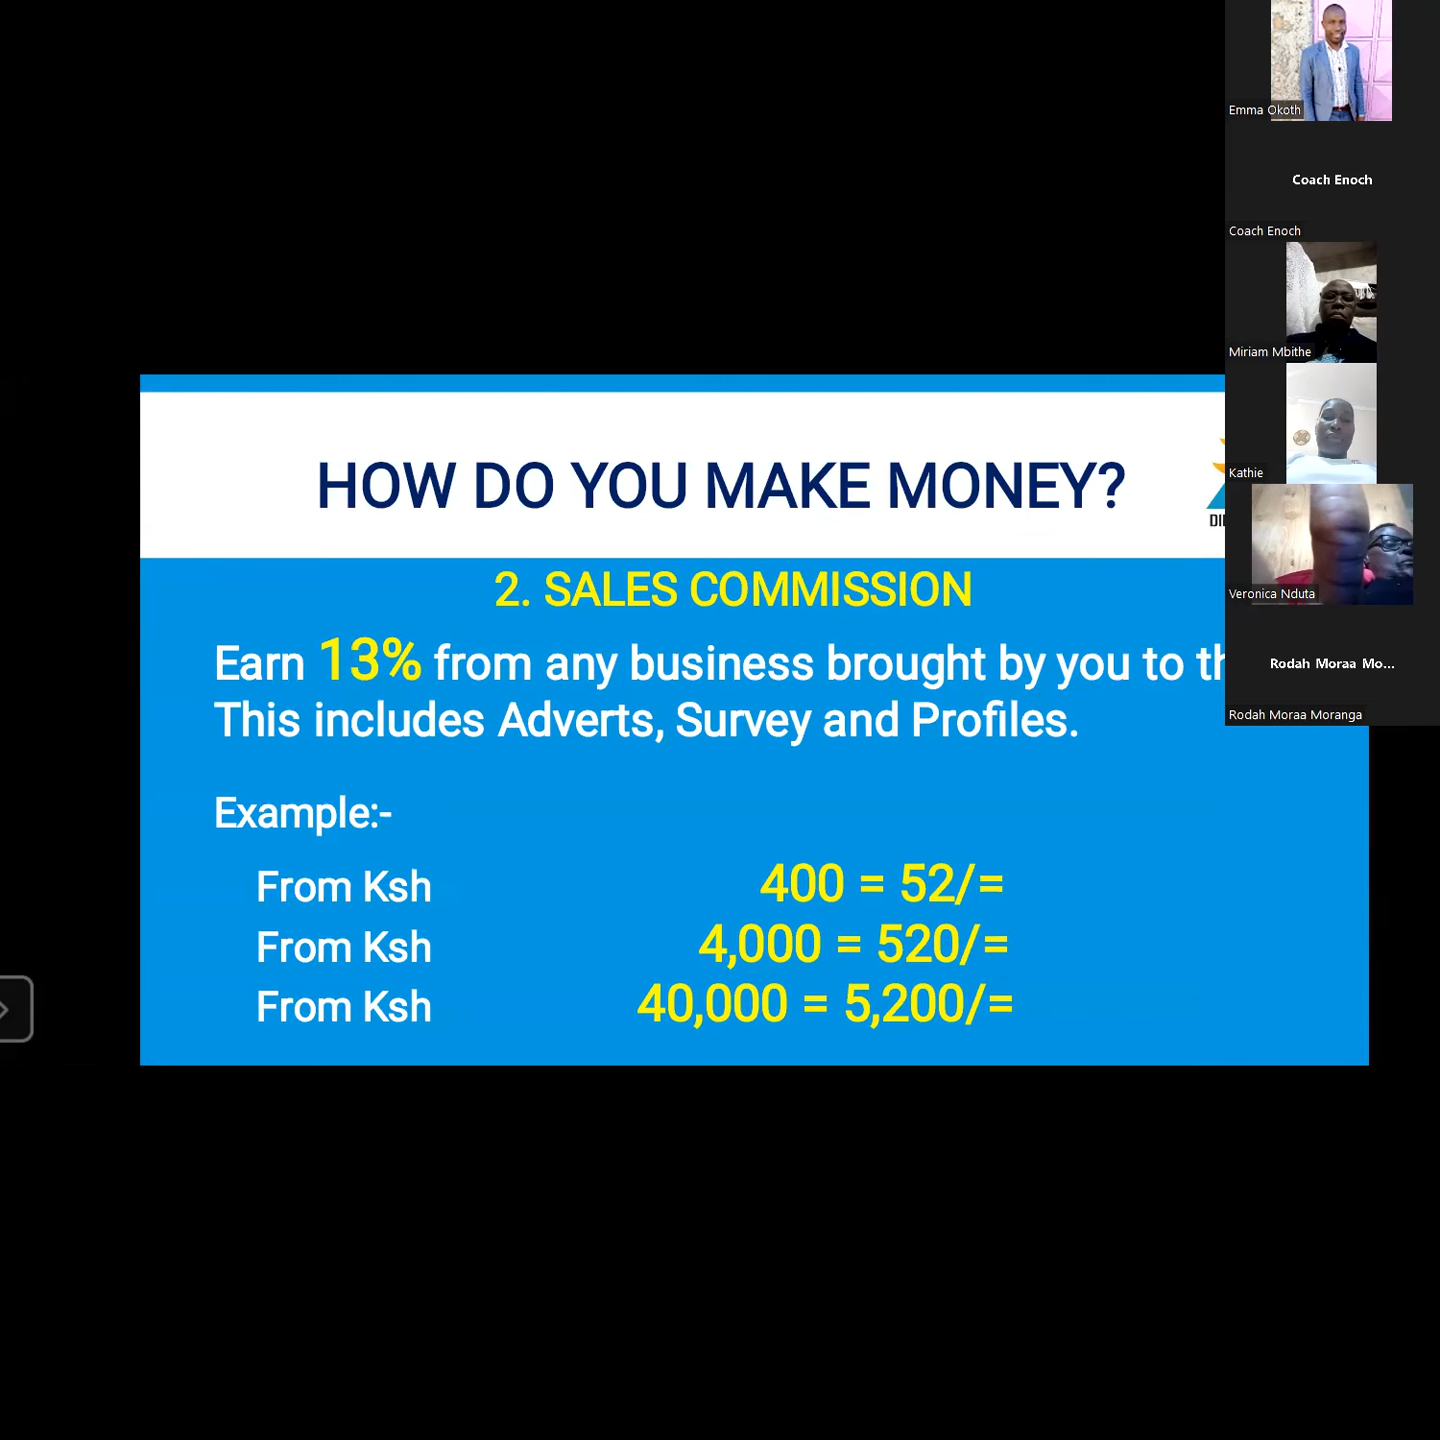 HOW DO YOU MAKE MONEY?
2. SALES COMMISSION
Earn 13% from any business brought by you to
This includes Adverts, Survey and Profiles.
Example:-
From Ksh 400 = 52/=
From Ksh 4,000 = 520/=
From Ksh 40,000 = 5,200/=
Emma Okoth
Coach Enoch
Coach Enoch
Miriam Mbithe
Kathie
Veronica Nduta
Rodah Moraa Mo...
Rodah Moraa Moranga